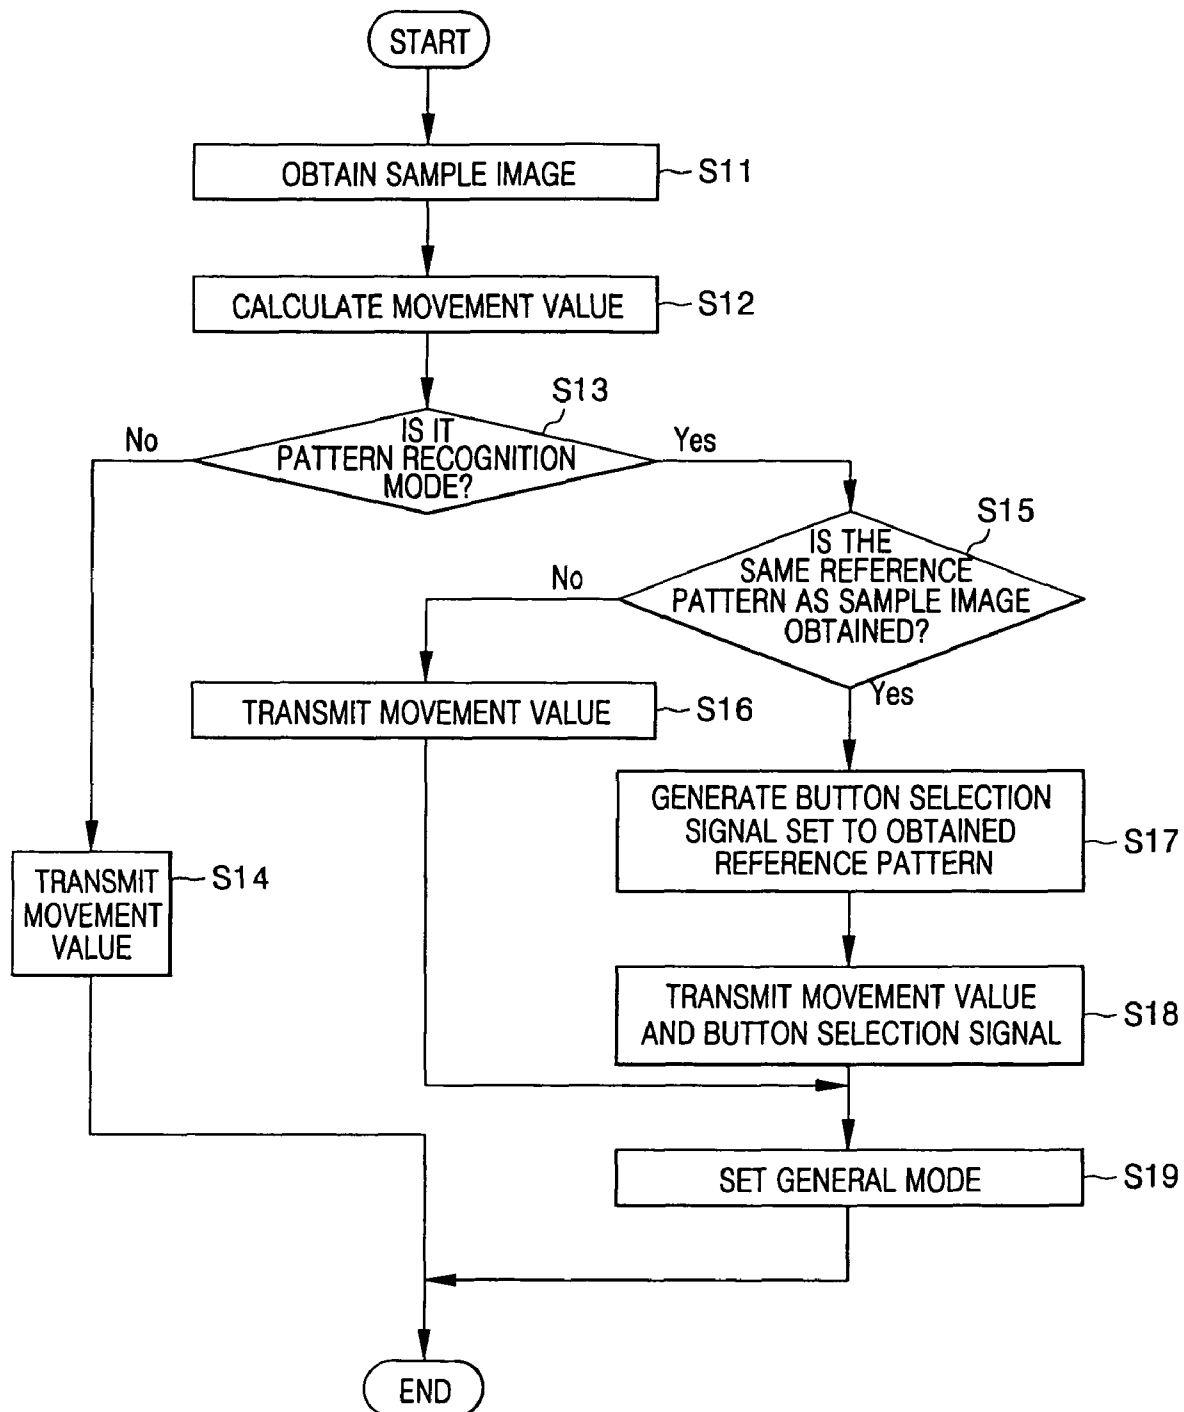 START
OBTAIN SAMPLE IMAGE
S11
CALCULATE MOVEMENT VALUE
S12
S13
No
IS IT
PATTERN RECOGNITION
MODE?
Yes
S15
IS THE
SAME REFERENCE
PATTERN AS SAMPLE IMAGE
OBTAINED?
No
Yes
TRANSMIT MOVEMENT VALUE
S16
GENERATE BUTTON SELECTION
SIGNAL SET TO OBTAINED
REFERENCE PATTERN
S17
TRANSMIT
MOVEMENT
VALUE
S14
TRANSMIT MOVEMENT VALUE
AND BUTTON SELECTION SIGNAL
S18
SET GENERAL MODE
S19
END